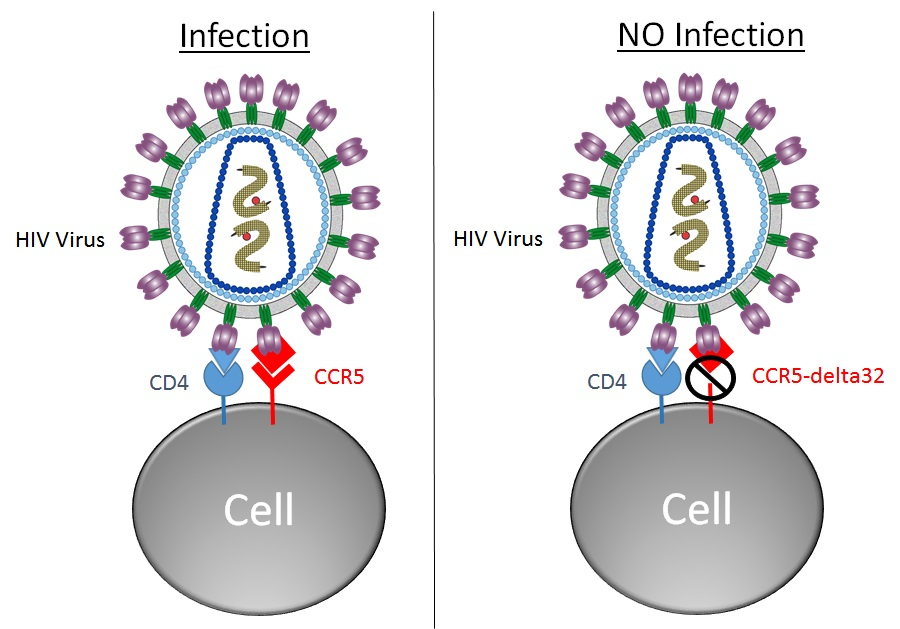 Infection
HIV Virus
CD4
CCR5
Cell
NO Infection
HIV Virus
CD4
CCR5-delta32
Cell